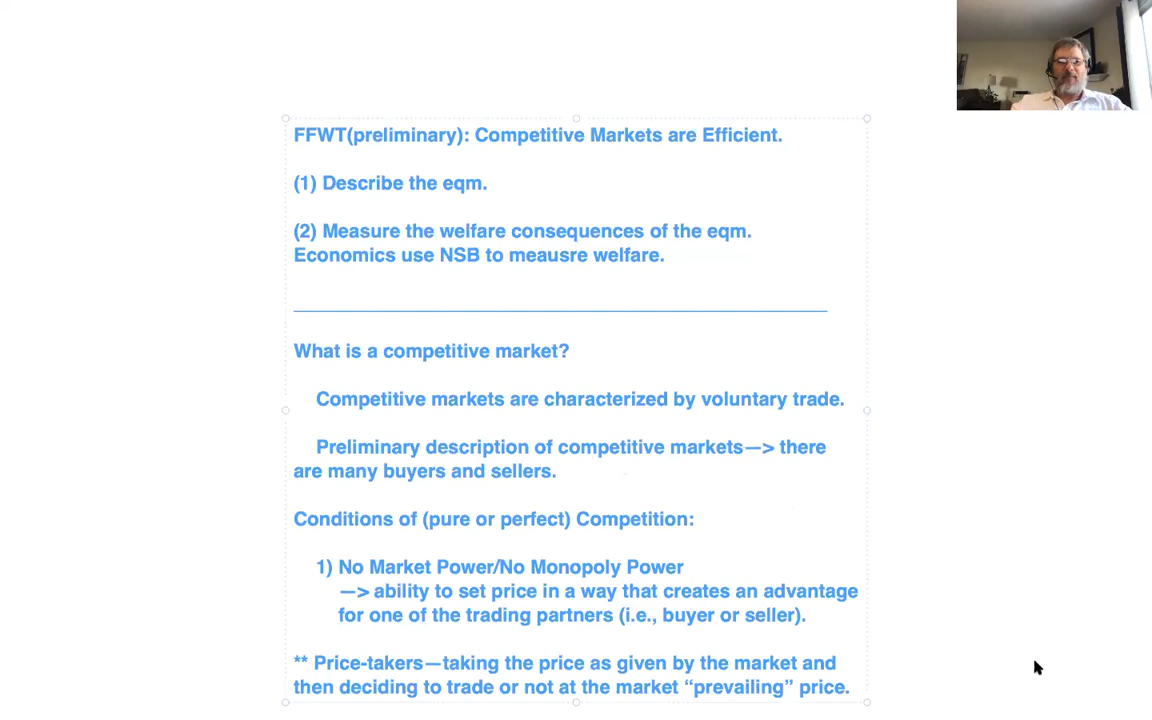 FFWT(preliminary): Competitive Markets are Efficient.
(1) Describe the eqm.
(2) Measure the welfare consequences of the eqm.
Economics use NSB to meausre welfare.
What is a competitive market?
Competitive markets are characterized by voluntary trade.
Preliminary description of competitive markets—> there
are many buyers and sellers.
Conditions of (pure or perfect) Competition:
1) No Market Power/No Monopoly Power
—> ability to set price in a way that creates an advantage
for one of the trading partners (i.e., buyer or seller).
** Price-takers—taking the price as given by the market and
then deciding to trade or not at the market “prevailing” price.